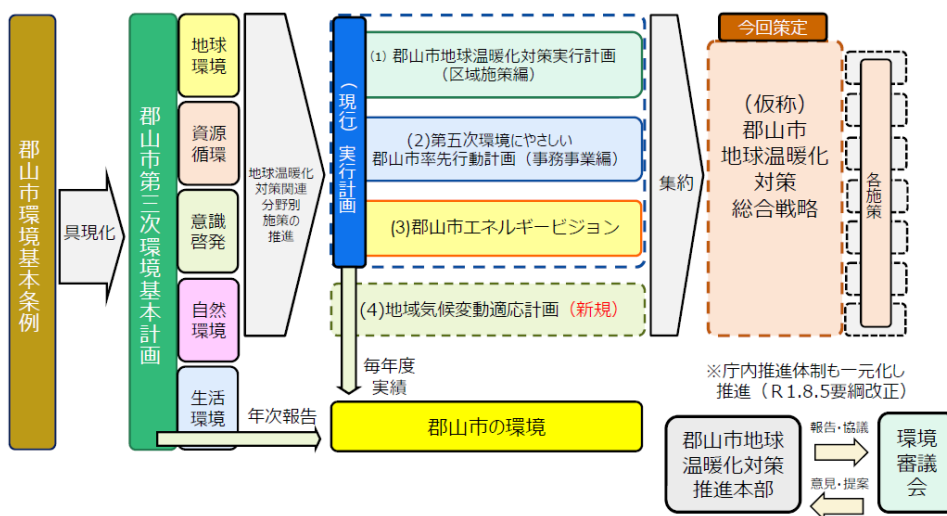 郡山市環境基本条例
具現化
郡山市第三次環境基本計画
地球
環境
資源
循環
意識
啓発
自然
環境
生活
環境
地球温暖化
対策関連
分野別
施策の
推進
（現行）実行計画
(1) 郡山市地球温暖化対策実行計画
（区域施策編）
(2)第五次環境にやさしい
郡山市率先行動計画（事務事業編）
(3)郡山市エネルギービジョン
(4)地域気候変動適応計画（新規）
毎年度
実績
年次報告
郡山市の環境
集約
今回策定
（仮称）
郡山市
地球温暖化
対策
総合戦略
各施策
※庁内推進体制も一元化し
推進（R１.8.5要綱改正）
郡山市地球
温暖化対策
推進本部
報告・協議
意見・提案
環境
審議
会